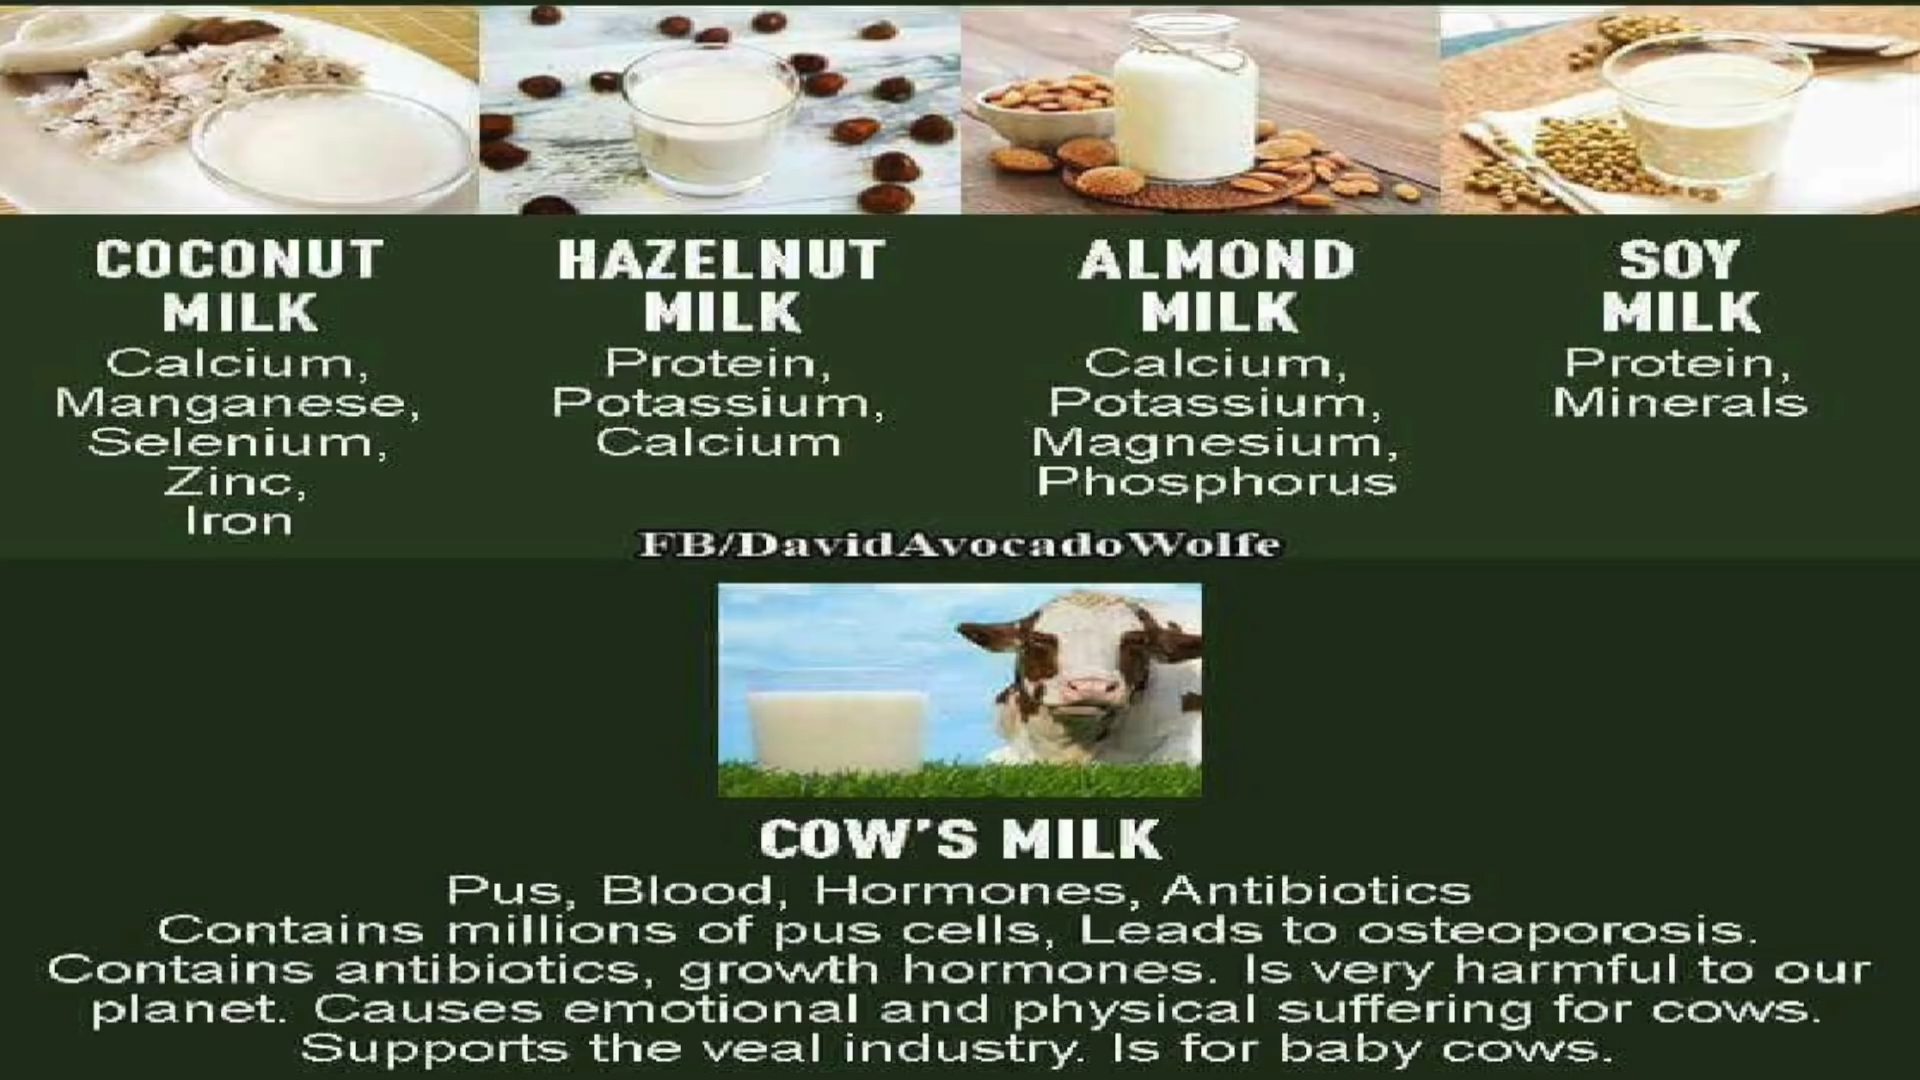 COCONUT
MILK
Calcium,
Manganese,
Selenium,
Zinc,
Iron
HAZELNUT
MILK
Protein,
Potassium,
Calcium
ALMOND
MILK
Calcium,
Potassium,
Magnesium,
Phosphorus
SOY
MILK
Protein,
Minerals
FB/DavidAvocadoWolfe
COW'S MILK
Pus, Blood, Hormones, Antibiotics
Contains millions of pus cells, Leads to osteoporosis.
Contains antibiotics, growth hormones. Is very harmful to our
planet. Causes emotional and physical suffering for cows.
Supports the veal industry. Is for baby cows.